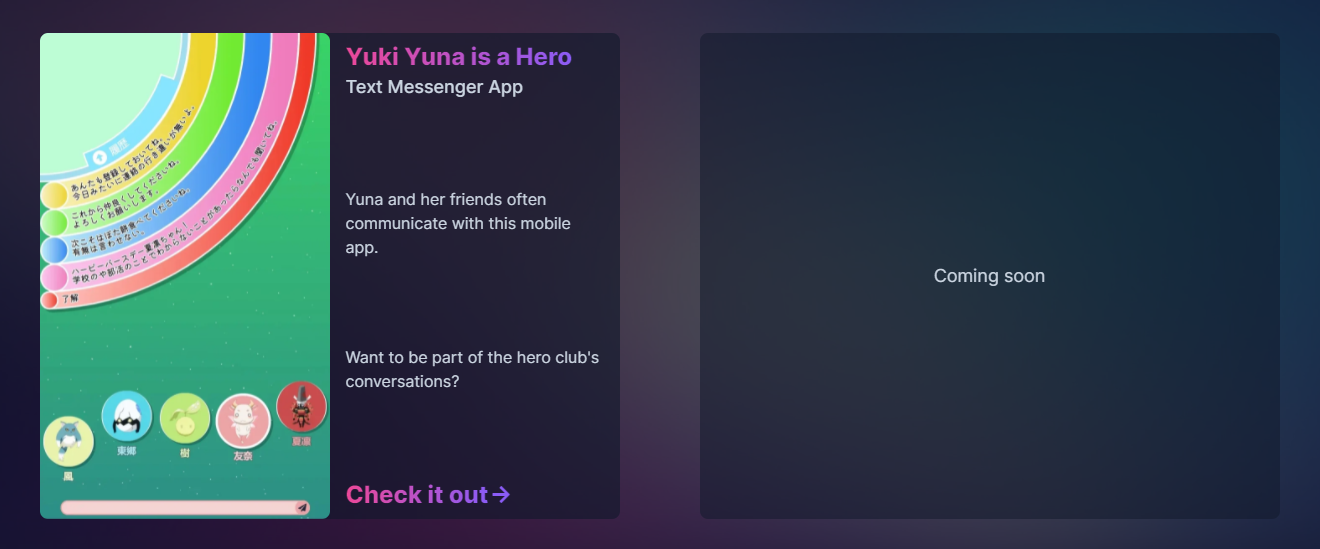 Yuki Yuna is a Hero
Text Messenger App
Yuna and her friends often
communicate with this mobile
app.
Want to be part of the hero club's
conversations?
Check it out→
履歴
あんたも登録しておいてね。
今日みたいに連絡の行き違いが無いよ。
これから仲良くしてくださいね。
よろしくお願いします。
次こそはぼた餅食べてくださいね。
有無は言わせない。
ハーピーバースデー夏凜ちゃん！
学校のや部活のことでわからないことがあったらなんでも聞いてね。
了解
風
東郷
樹
友奈
夏凜
Coming soon